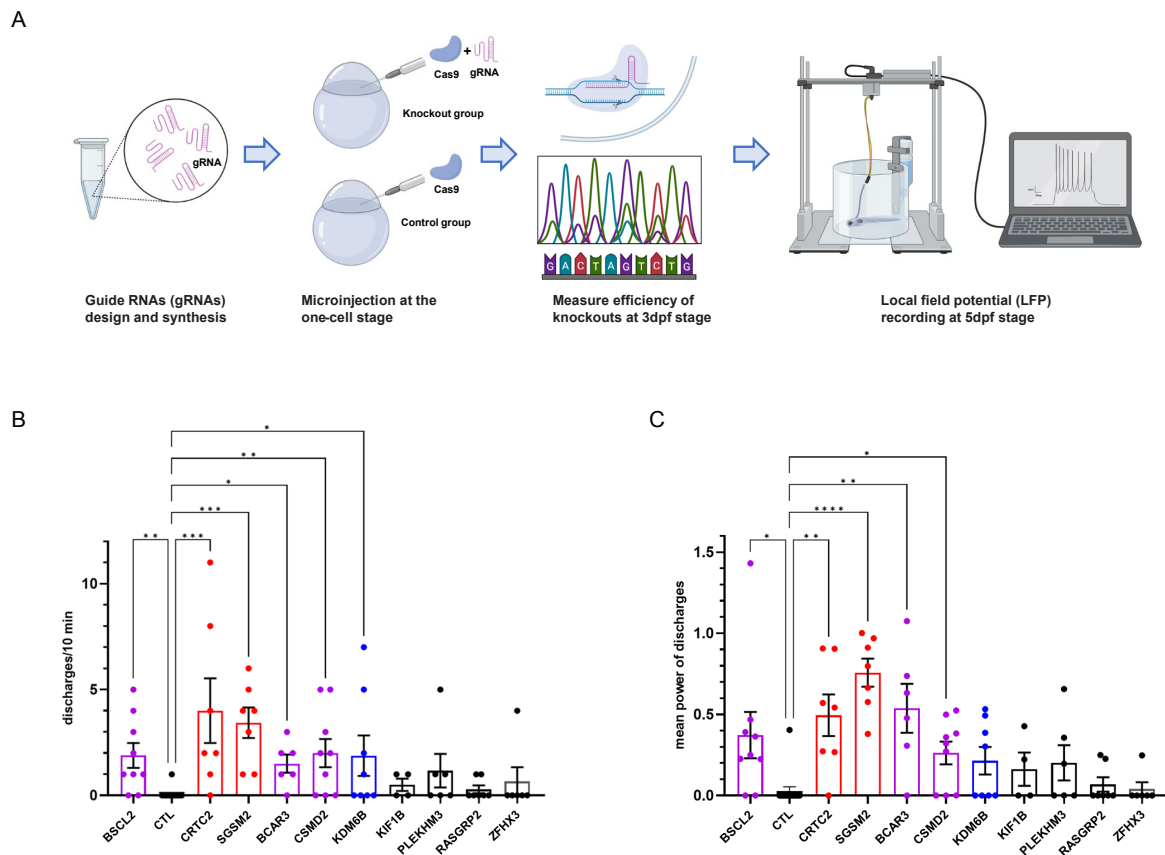 A
gRNA
Cas9
+
gRNA
Knockout group
Cas9
Control group
G A C T A G T C T G
Guide RNAs (gRNAs)
design and synthesis
Microinjection at the
one-cell stage
Measure efficiency of
knockouts at 3dpf stage
Local field potential (LFP)
recording at 5dpf stage
B
*
**
*
***
**
***
discharges/10 min
10
5
0
BSCL2
CTL
CRTC2
SGSM2
BCAR3
CSMD2
KDM6B
KIF1B
PLEKHM3
RASGRP2
ZFHX3
C
*
**
****
*
**
mean power of discharges
1.5
1.0
0.5
0.0
BSCL2
CTL
CRTC2
SGSM2
BCAR3
CSMD2
KDM6B
KIF1B
PLEKHM3
RASGRP2
ZFHX3